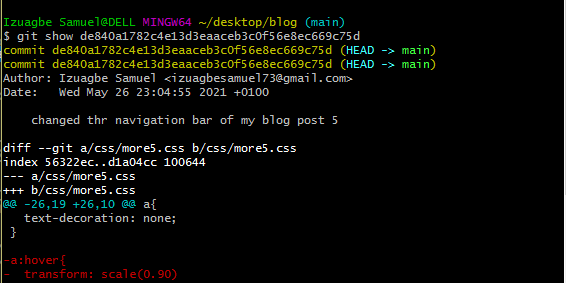 Izuagbe Samuel@DELL MINGW64 ~/desktop/blog (main)
$ git show de840a1782c4e13d3eaaceb3c0f56e8ec669c75d
commit de840a1782c4e13d3eaaceb3c0f56e8ec669c75d (HEAD -> main)
commit de840a1782c4e13d3eaaceb3c0f56e8ec669c75d (HEAD -> main)
Author: Izuagbe Samuel <izuagbesamuel73@gmail.com>
Date:   Wed May 26 23:04:55 2021 +0100
    changed thr navigation bar of my blog post 5
diff --git a/css/more5.css b/css/more5.css
index 56322ec..d1a04cc 100644
--- a/css/more5.css
+++ b/css/more5.css
@@ -26,19 +26,10 @@ a{
   text-decoration: none;
 }
-a:hover{
-  transform: scale(0.90)